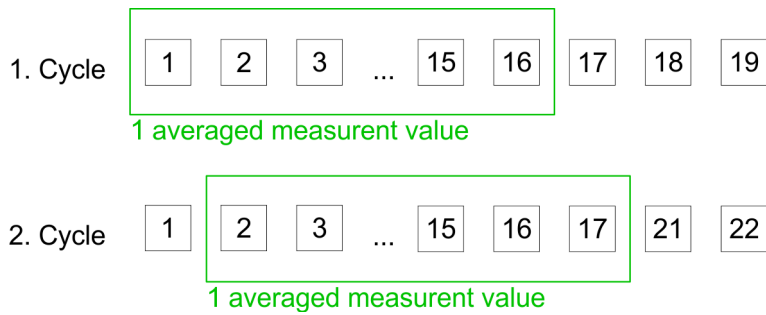 1. Cycle 1 2 3 ... 15 16 17 18 19
1 averaged measurent value
2. Cycle 1 2 3 ... 15 16 17 21 22
1 averaged measurent value